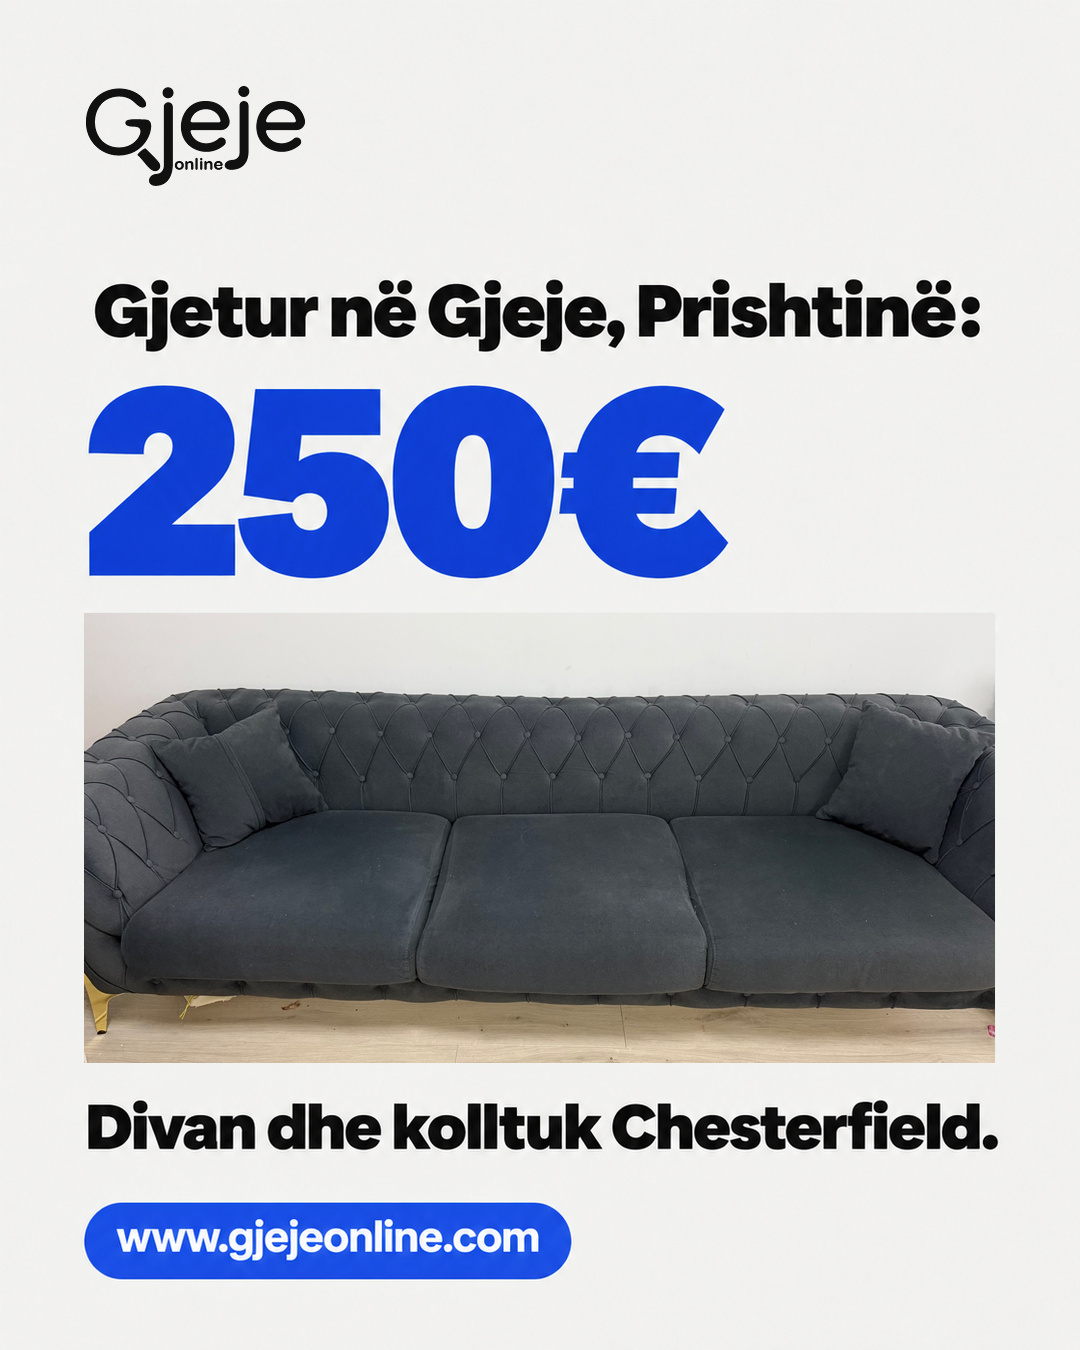 Gjeje
online
Gjetur në Gjeje, Prishtinë:
250€
Divan dhe kolltuk Chesterfield.
www.gjejeonline.com